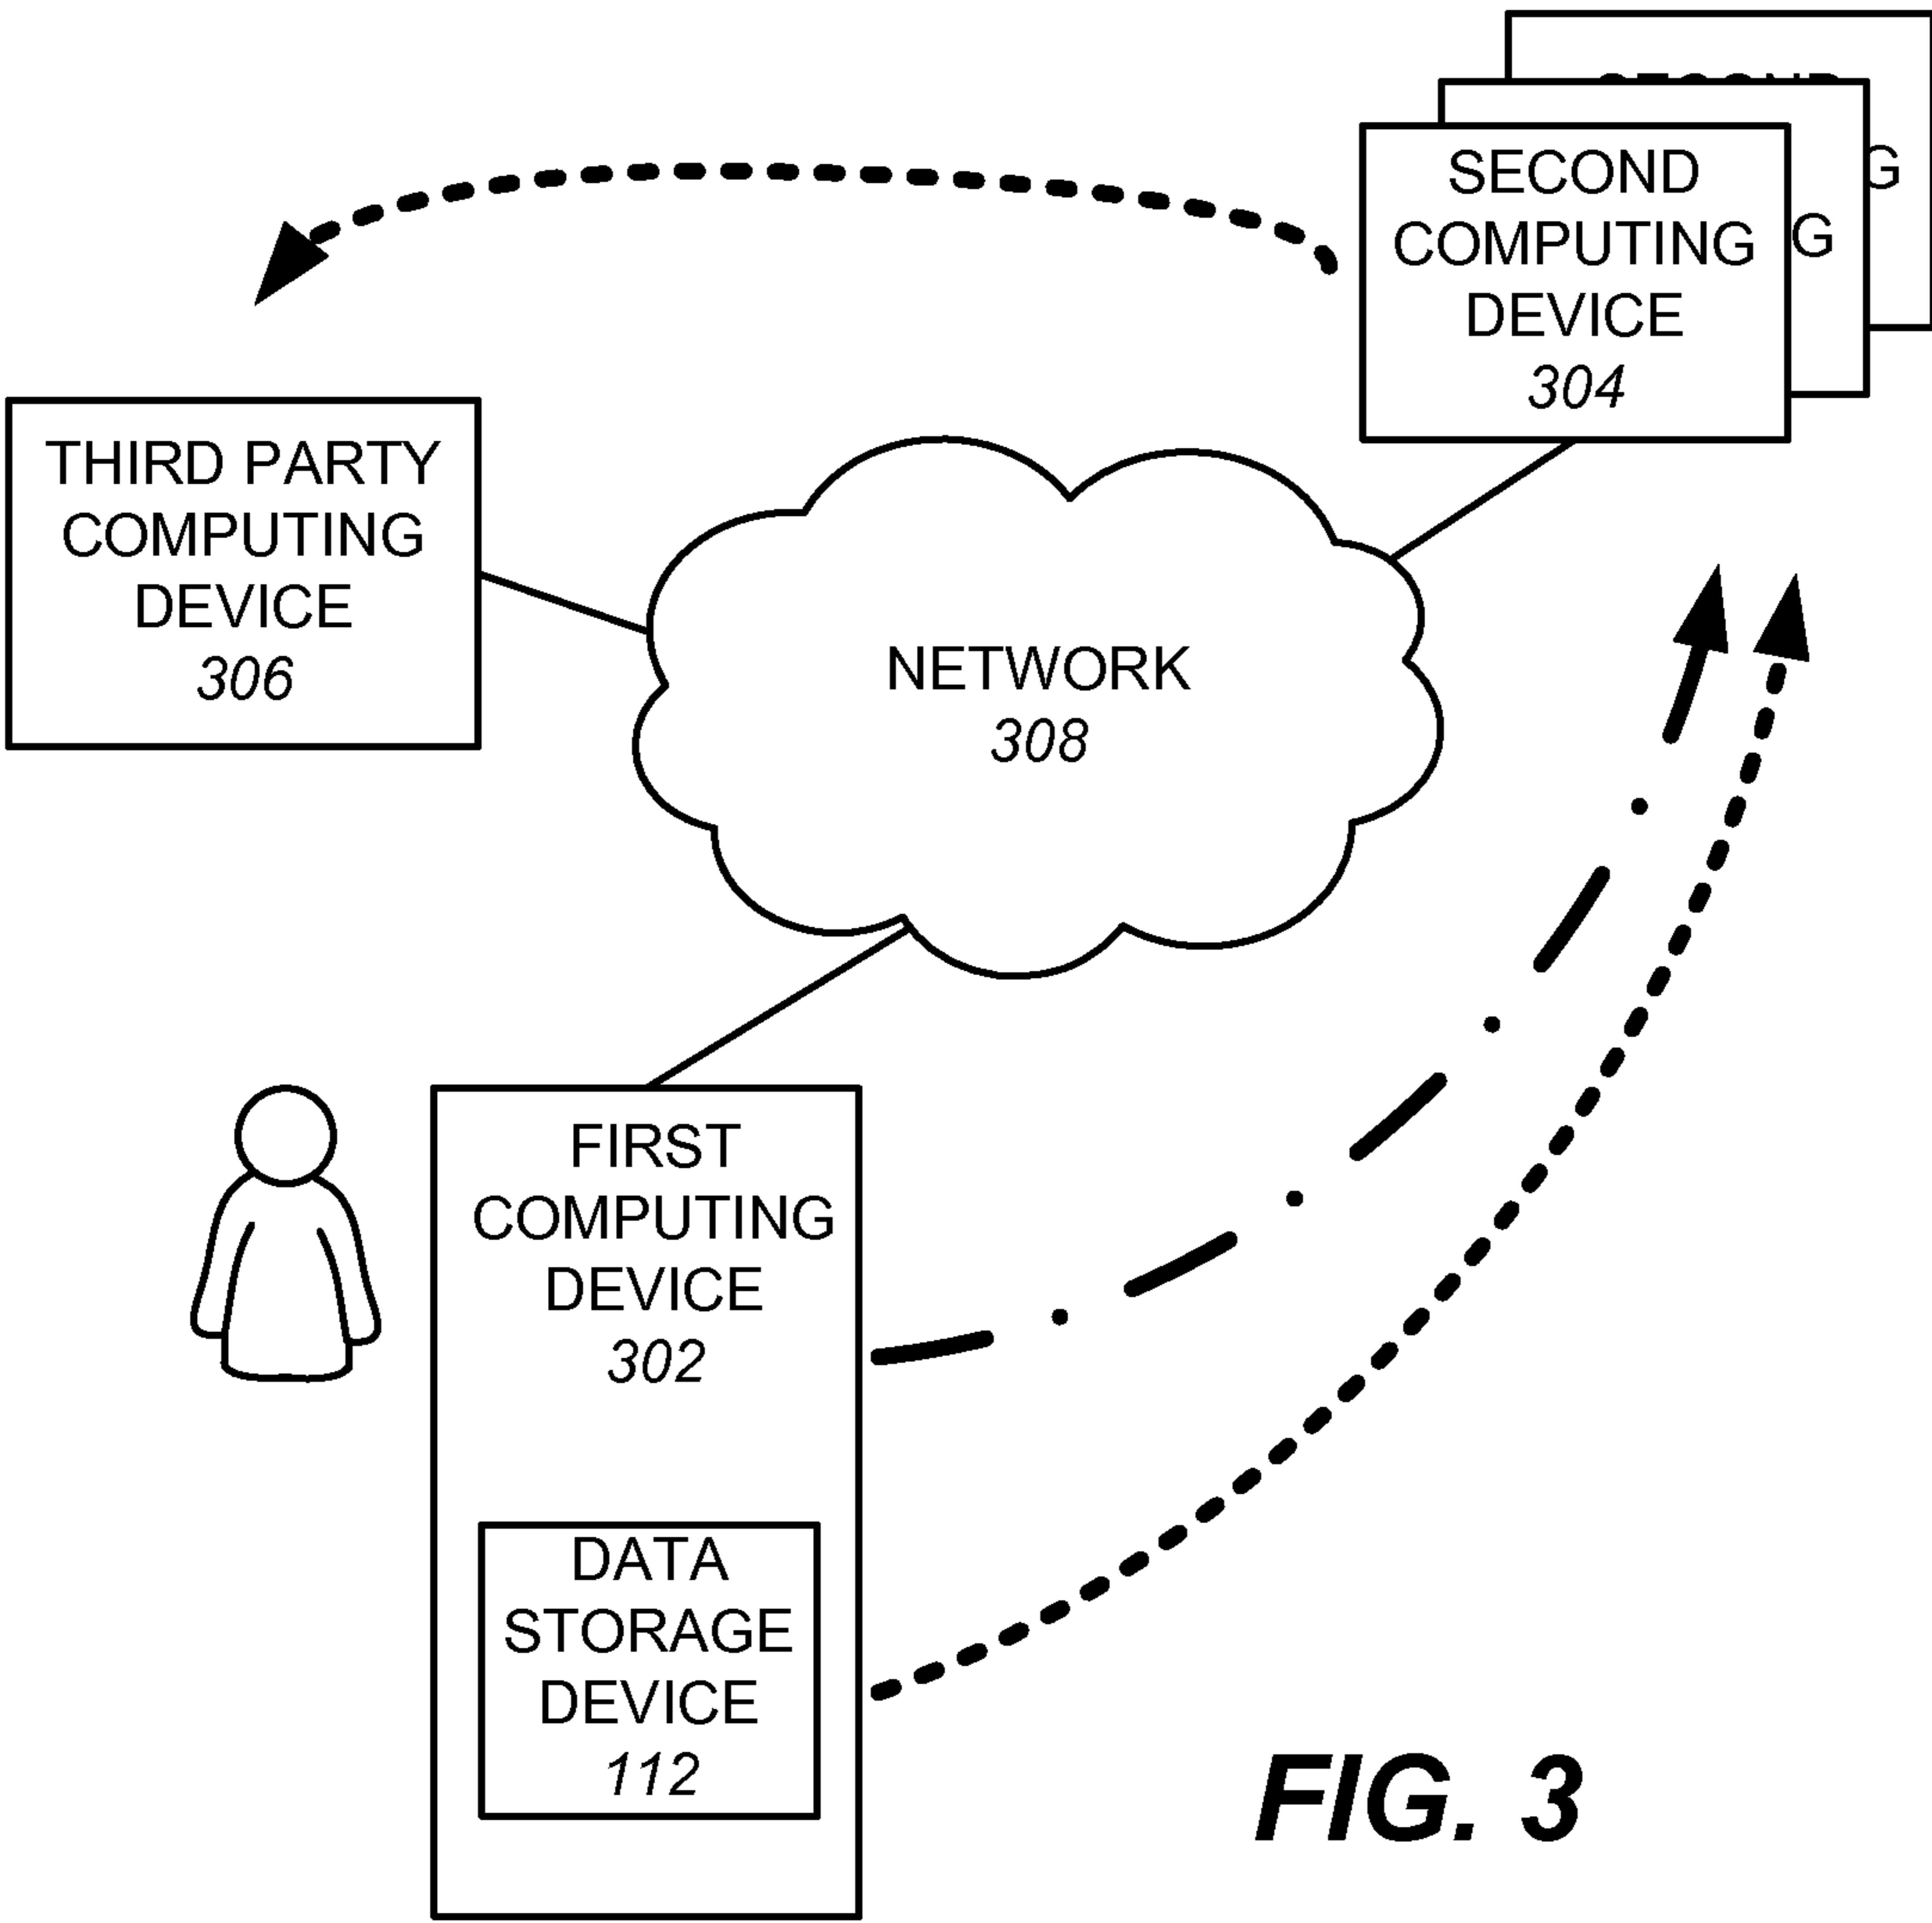 SECOND
COMPUTING
DEVICE
304
G
G
THIRD PARTY
COMPUTING
DEVICE
306
NETWORK
308
FIRST
COMPUTING
DEVICE
302
DATA
STORAGE
DEVICE
112
FIG. 3